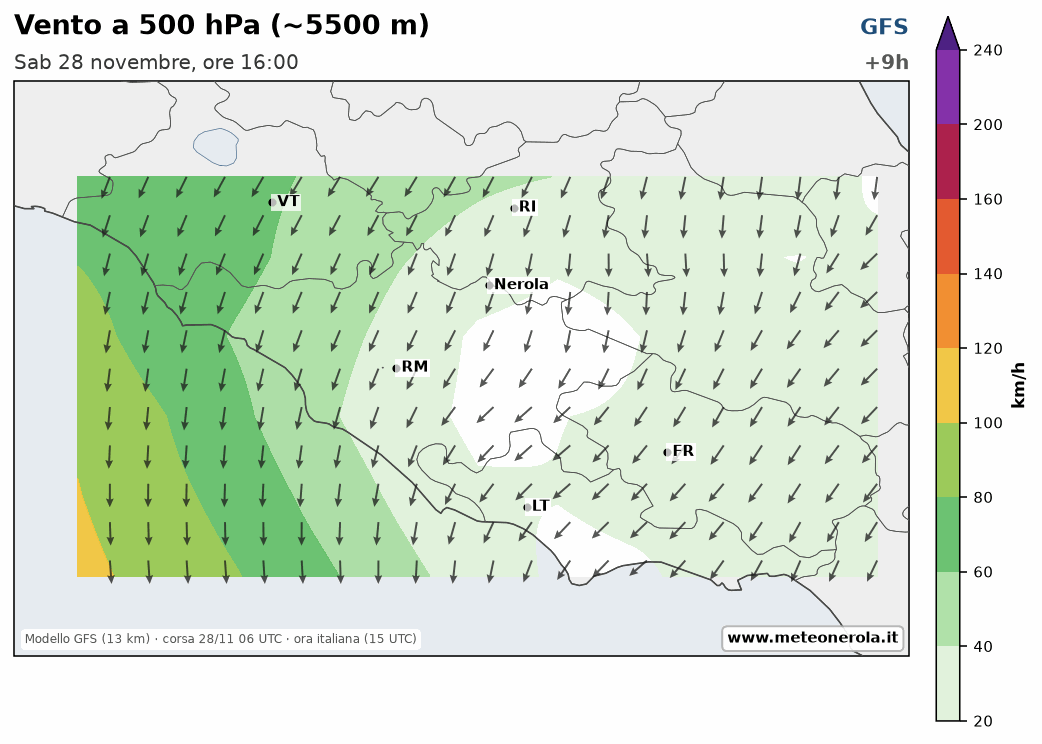 Vento a 500 hPa (~5500 m)
GFS
Sab 28 novembre, ore 16:00
+9h
VT
RI
Nerola
RM
FR
LT
240
200
160
140
120
100
80
60
40
20
km/h
Modello GFS (13 km) · corsa 28/11 06 UTC · ora italiana (15 UTC)
www.meteonerola.it